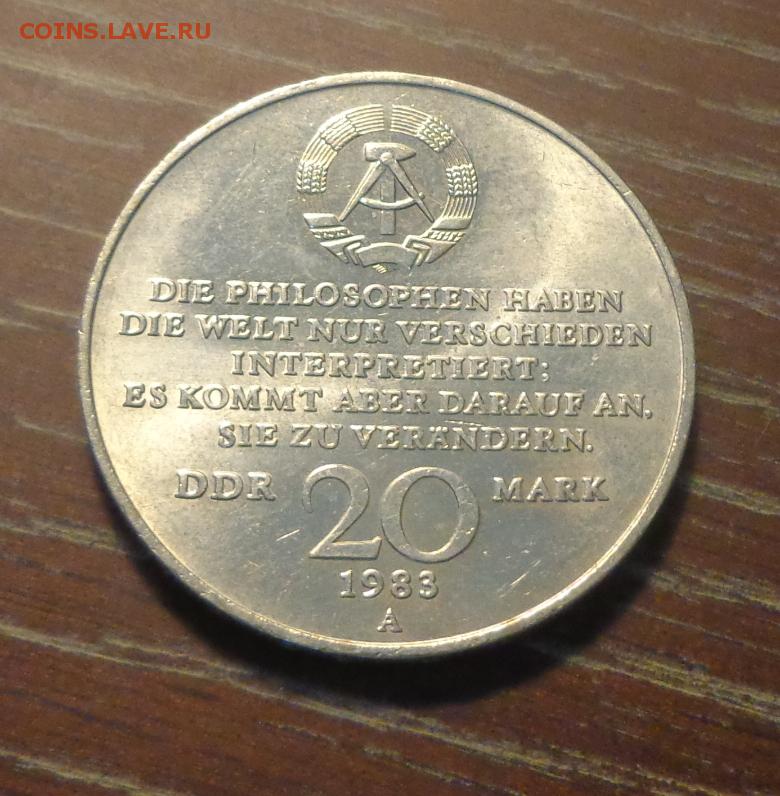 COINS.LAVE.RU
DIE PHILOSOPHEN HABEN
DIE WELT NUR VERSCHIEDEN
INTERPRETIERT;
ES KOMMT ABER DARAUF AN,
SIE ZU VERÄNDERN.
DDR 20 MARK
1983
A